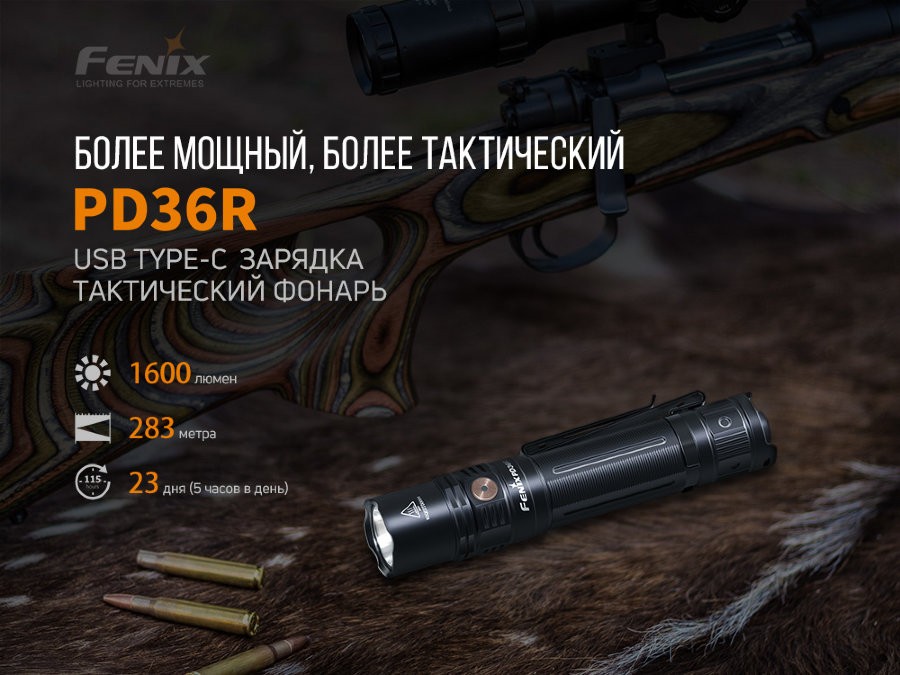 FENIX
LIGHTING FOR EXTREMES
БОЛЕЕ МОЩНЫЙ, БОЛЕЕ ТАКТИЧЕСКИЙ
PD36R
USB TYPE-C ЗАРЯДКА
ТАКТИЧЕСКИЙ ФОНАРЬ
1600 люмен
283 метра
115 hours
23 дня (5 часов в день)
FENIX PD36R